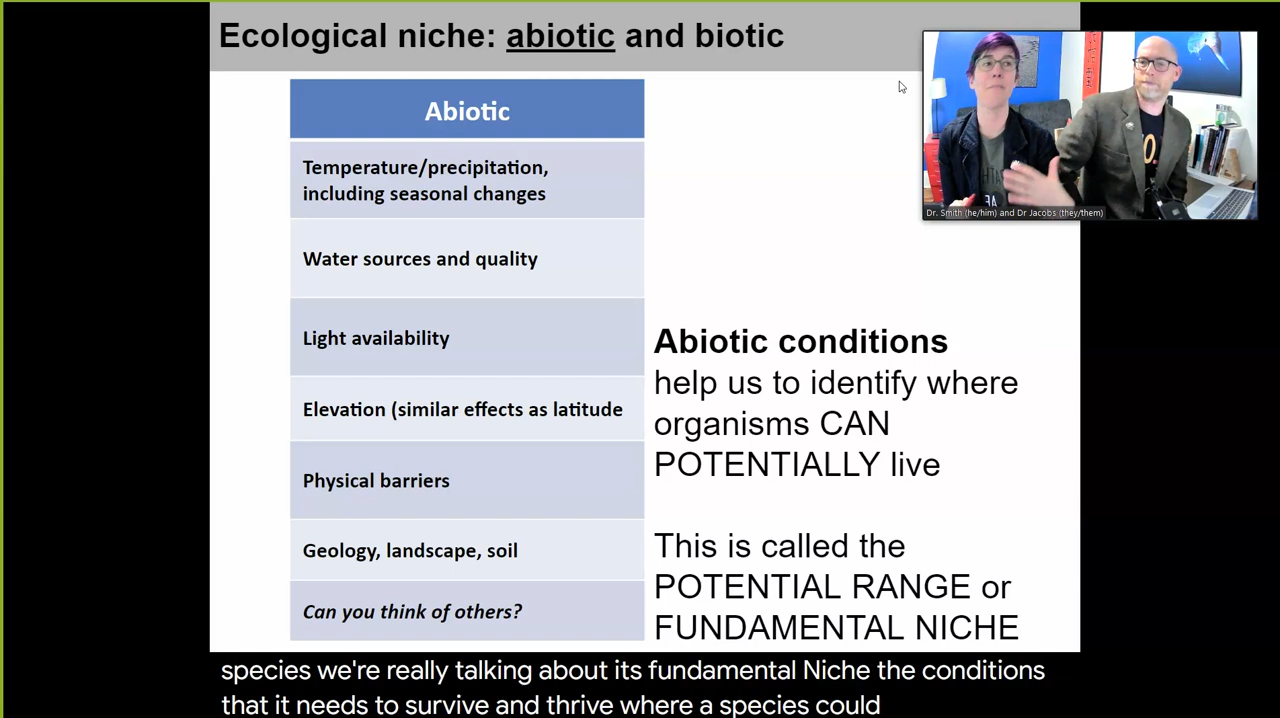 Ecological niche: abiotic and biotic
Abiotic
Temperature/precipitation,
including seasonal changes
Water sources and quality
Light availability
Elevation (similar effects as latitude
Physical barriers
Geology, landscape, soil
Can you think of others?
Abiotic conditions
help us to identify where
organisms CAN
POTENTIALLY live
This is called the
POTENTIAL RANGE or
FUNDAMENTAL NICHE
Dr. Smith (he/him) and Dr Jacobs (they/them)
species we're really talking about its fundamental Niche the conditions
that it needs to survive and thrive where a species could